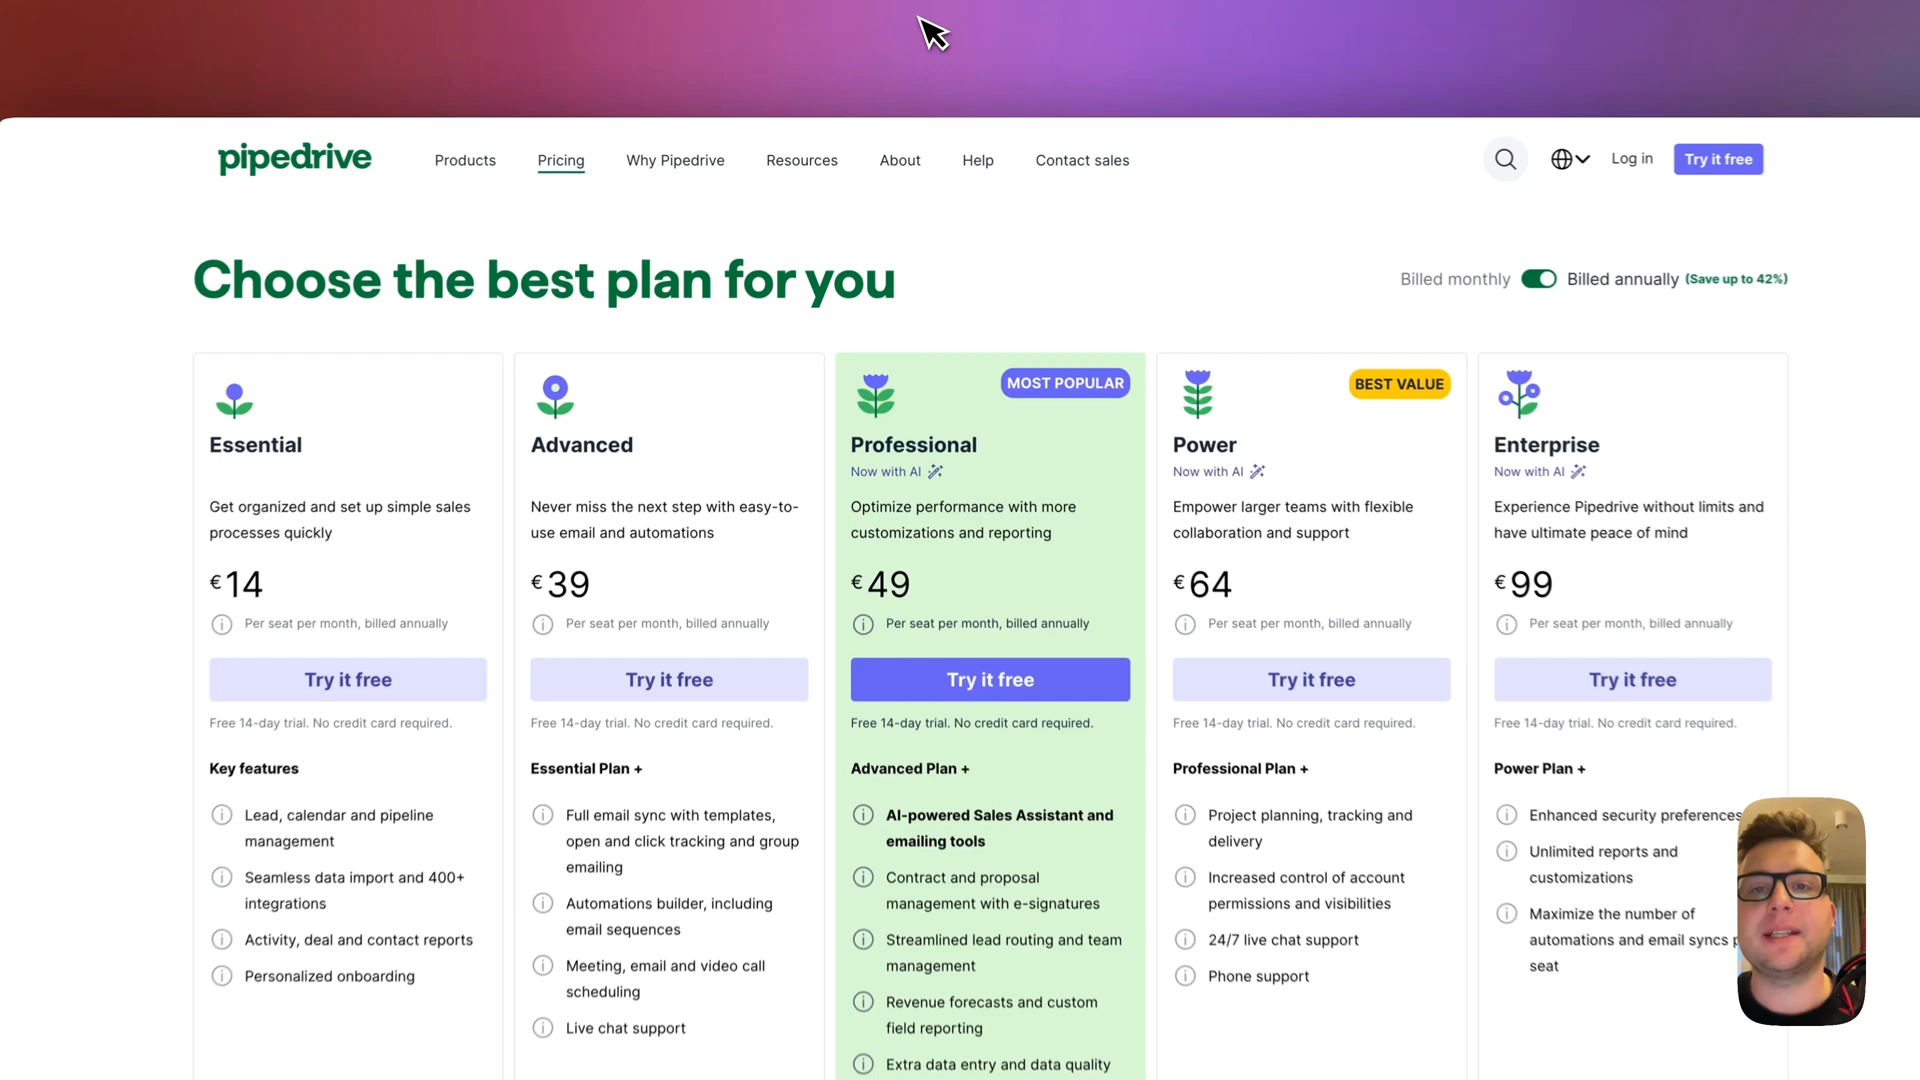 pipedrive
Products
Pricing
Why Pipedrive
Resources
About
Help
Contact sales
Log in
Try it free
Choose the best plan for you
Billed monthly
Billed annually (Save up to 42%)
Essential
Get organized and set up simple sales
processes quickly
€14
Per seat per month, billed annually
Try it free
Free 14-day trial. No credit card required.
Key features
Lead, calendar and pipeline
management
Seamless data import and 400+
integrations
Activity, deal and contact reports
Personalized onboarding
Advanced
Never miss the next step with easy-to-
use email and automations
€39
Per seat per month, billed annually
Try it free
Free 14-day trial. No credit card required.
Essential Plan +
Full email sync with templates,
open and click tracking and group
emailing
Automations builder, including
email sequences
Meeting, email and video call
scheduling
Live chat support
MOST POPULAR
Professional
Now with AI
Optimize performance with more
customizations and reporting
€49
Per seat per month, billed annually
Try it free
Free 14-day trial. No credit card required.
Advanced Plan +
AI-powered Sales Assistant and
emailing tools
Contract and proposal
management with e-signatures
Streamlined lead routing and team
management
Revenue forecasts and custom
field reporting
Extra data entry and data quality
BEST VALUE
Power
Now with AI
Empower larger teams with flexible
collaboration and support
€64
Per seat per month, billed annually
Try it free
Free 14-day trial. No credit card required.
Professional Plan +
Project planning, tracking and
delivery
Increased control of account
permissions and visibilities
24/7 live chat support
Phone support
Enterprise
Now with AI
Experience Pipedrive without limits and
have ultimate peace of mind
€99
Per seat per month, billed annually
Try it free
Free 14-day trial. No credit card required.
Power Plan +
Enhanced security preferences
Unlimited reports and
customizations
Maximize the number of
automations and email syncs
seat